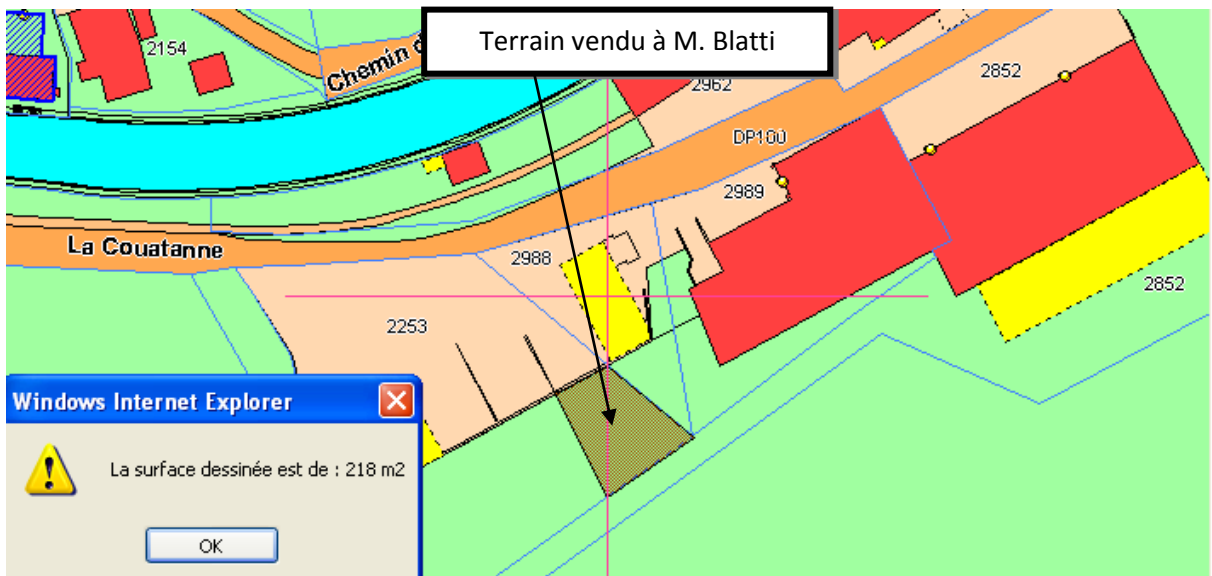 Terrain vendu à M. Blatti
2154
Chemin d
2962
2852
DP100
2989
La Couatanne
2988
2852
2253
Windows Internet Explorer
La surface dessinée est de : 218 m2
OK